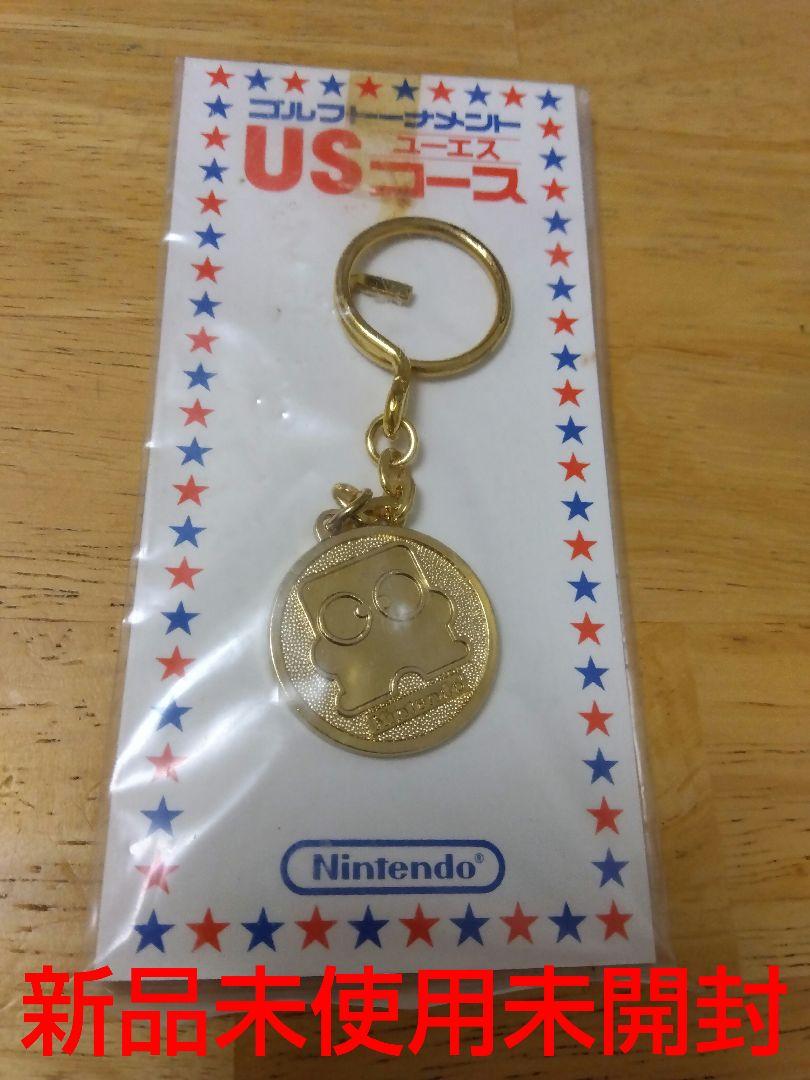 ゴルフトーナメント
ユーエス
USコース
Nintendo
Nintendo®
新品未使用未開封